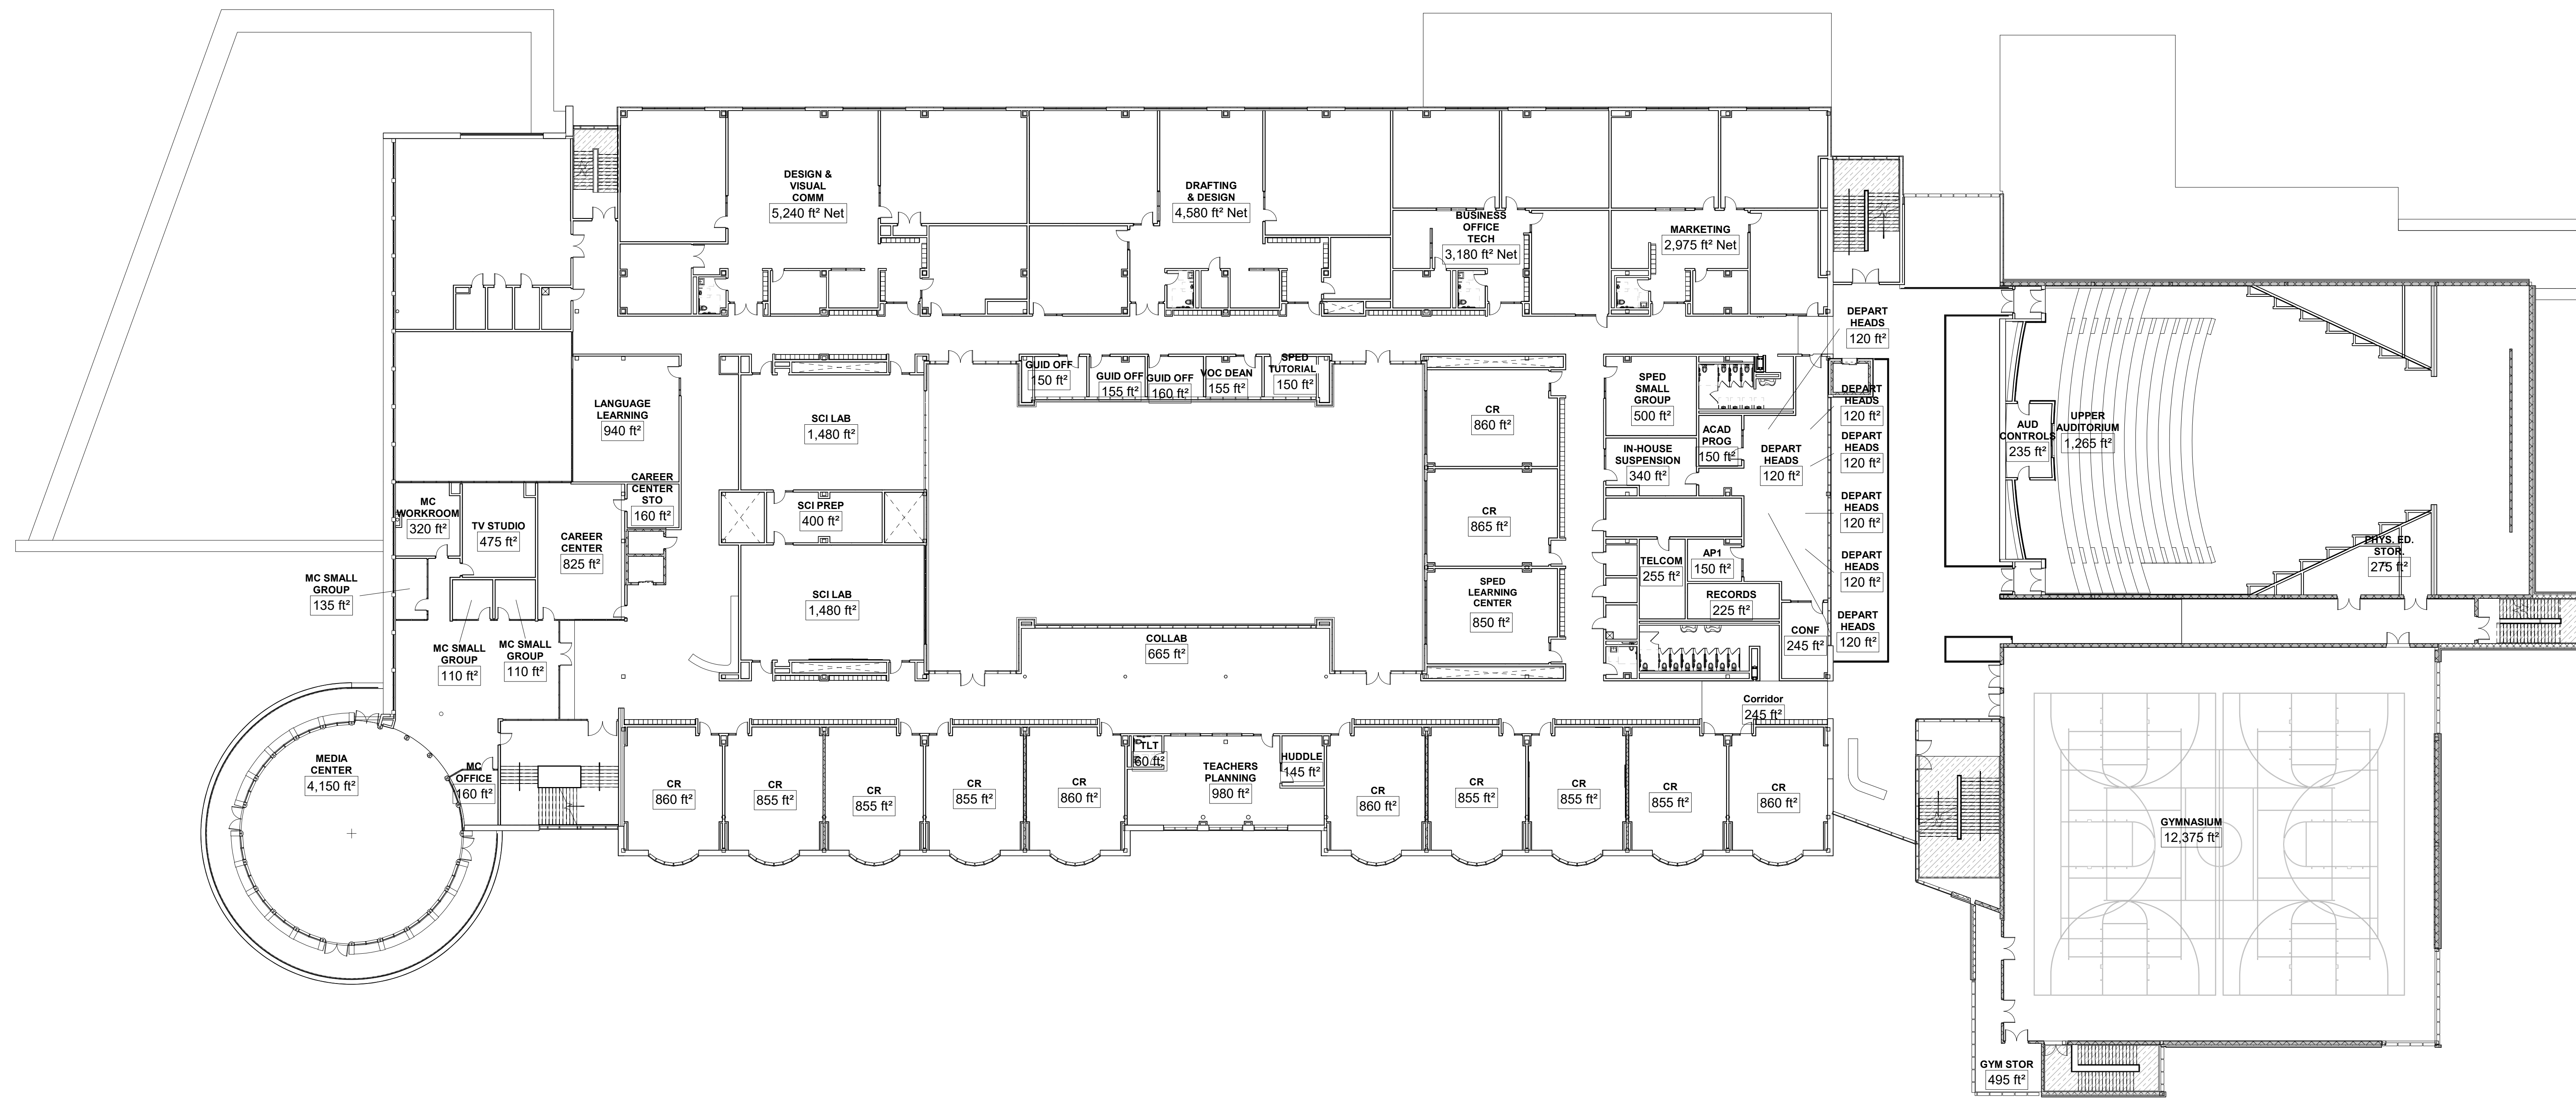 DESIGN &
VISUAL
COMM
5,240 ft² Net
DRAFTING
& DESIGN
4,580 ft² Net
BUSINESS
OFFICE
TECH
3,180 ft² Net
MARKETING
2,975 ft² Net
DEPART
HEADS
120 ft²
GUID OFF
150 ft²
GUID OFF
155 ft²
GUID OFF
160 ft²
VOC DEAN
155 ft²
SPED
TUTORIAL
150 ft²
LANGUAGE
LEARNING
940 ft²
SCI LAB
1,480 ft²
CR
860 ft²
SPED
SMALL
GROUP
500 ft²
ACAD
PROG
150 ft²
IN-HOUSE
SUSPENSION
340 ft²
DEPART
HEADS
120 ft²
DEPART
HEADS
120 ft²
DEPART
HEADS
120 ft²
DEPART
HEADS
120 ft²
DEPART
HEADS
120 ft²
DEPART
HEADS
120 ft²
AUD
CONTROLS
235 ft²
UPPER
AUDITORIUM
1,265 ft²
PHYS. ED.
STOR.
275 ft²
CAREER
CENTER
STO
160 ft²
MC
WORKROOM
320 ft²
TV STUDIO
475 ft²
CAREER
CENTER
825 ft²
SCI PREP
400 ft²
CR
865 ft²
TELCOM
255 ft²
AP1
150 ft²
RECORDS
225 ft²
MC SMALL
GROUP
135 ft²
SCI LAB
1,480 ft²
SPED
LEARNING
CENTER
850 ft²
CONF
245 ft²
MC SMALL
GROUP
110 ft²
MC SMALL
GROUP
110 ft²
COLLAB
665 ft²
Corridor
245 ft²
MEDIA
CENTER
4,150 ft²
MC
OFFICE
160 ft²
CR
860 ft²
CR
855 ft²
CR
855 ft²
CR
855 ft²
CR
860 ft²
TLT
60 ft²
TEACHERS
PLANNING
980 ft²
HUDDLE
145 ft²
CR
860 ft²
CR
855 ft²
CR
855 ft²
CR
855 ft²
CR
860 ft²
GYMNASIUM
12,375 ft²
GYM STOR
495 ft²